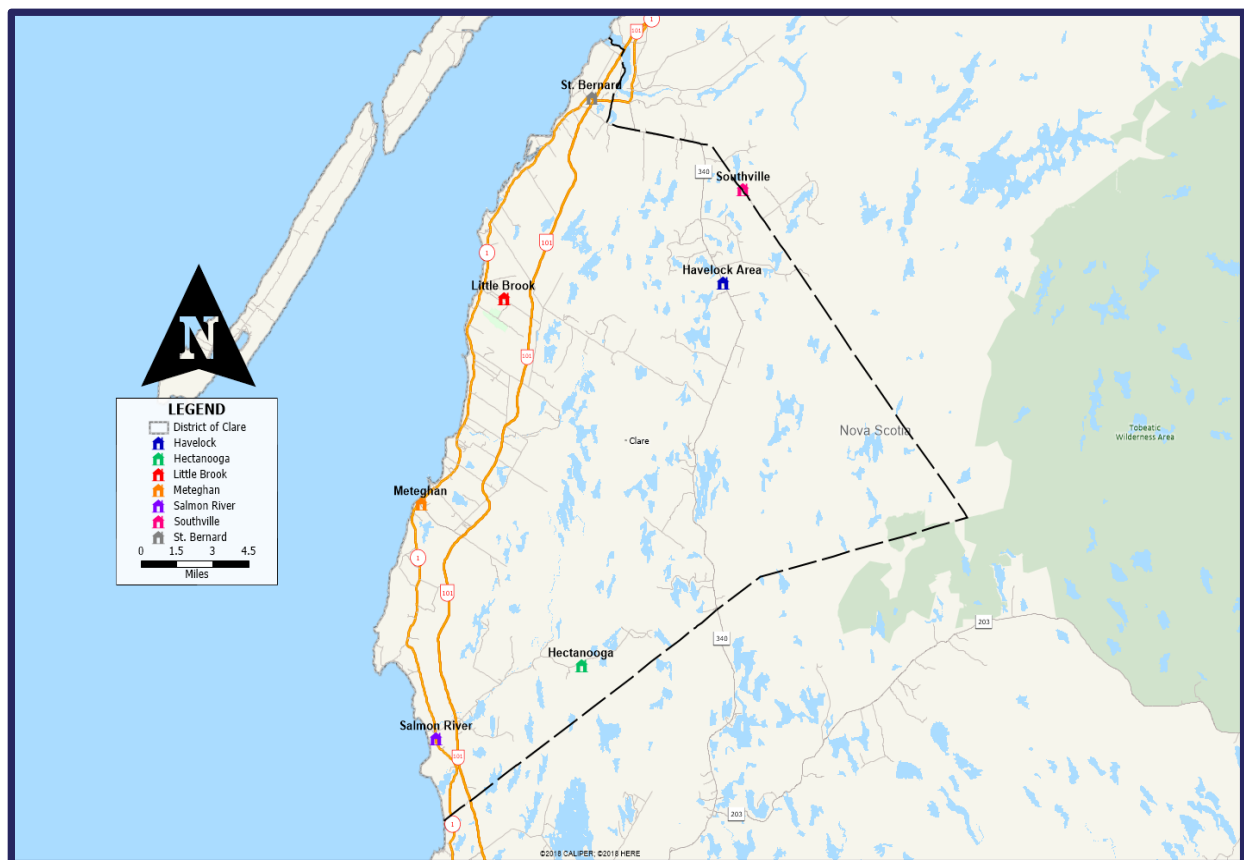 1
101
St. Bernard
340
Southville
101
1
Havelock Area
Little Brook
N
101
LEGEND
District of Clare
Havelock
Hectanooga
Little Brook
Meteghan
Salmon River
Southville
St. Bernard
0 1.5 3 4.5
Miles
Nova Scotia
Tobeatic
Wilderness Area
Clare
Meteghan
1
101
203
340
Hectanooga
Salmon River
101
203
1
©2018 CALIPER; ©2018 HERE